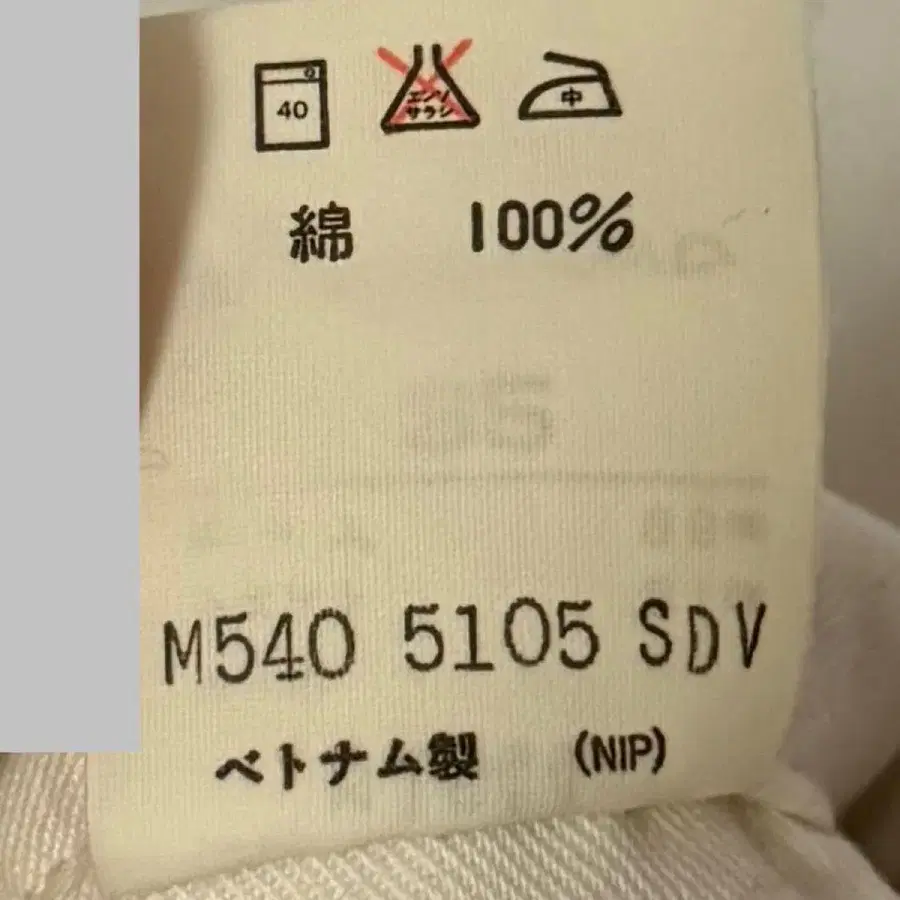 40 エンソ サラシ 中
綿 100%
M540 5105 SDV
ベトナム製 (NIP)